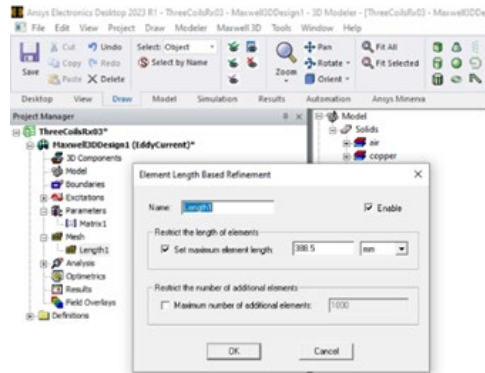 Ansys Electronics Desktop 2023 R1 - ThreeCoilsRx03 - Maxwell3DDesign1 - 3D Modeler - [ThreeCoilsRx03 - Maxwell3DDe
File Edit View Project Draw Modeler Maxwell 3D Tools Window Help
Save
Cut Undo
Copy Redo
Paste Delete
Select: Object
Select by Name
Zoom
Pan
Rotate
Orient
Fit All
Fit Selected
Desktop View Draw Model Simulation Results Automation Ansys Minerva
Project Manager
ThreeCoilsRx03*
Maxwell3DDesign1 (EddyCurrent)*
3D Components
Model
Boundaries
Excitations
Parameters
Matrix1
Mesh
Length1
Analysis
Optimetrics
Results
Field Overlays
Definitions
Model
Solids
air
copper
Element Length Based Refinement
Name: Length1 Enable
Restrict the length of elements
Set maximum element length: 388.5 mm
Restrict the number of additional elements
Maximum number of additional elements: 1000
OK Cancel